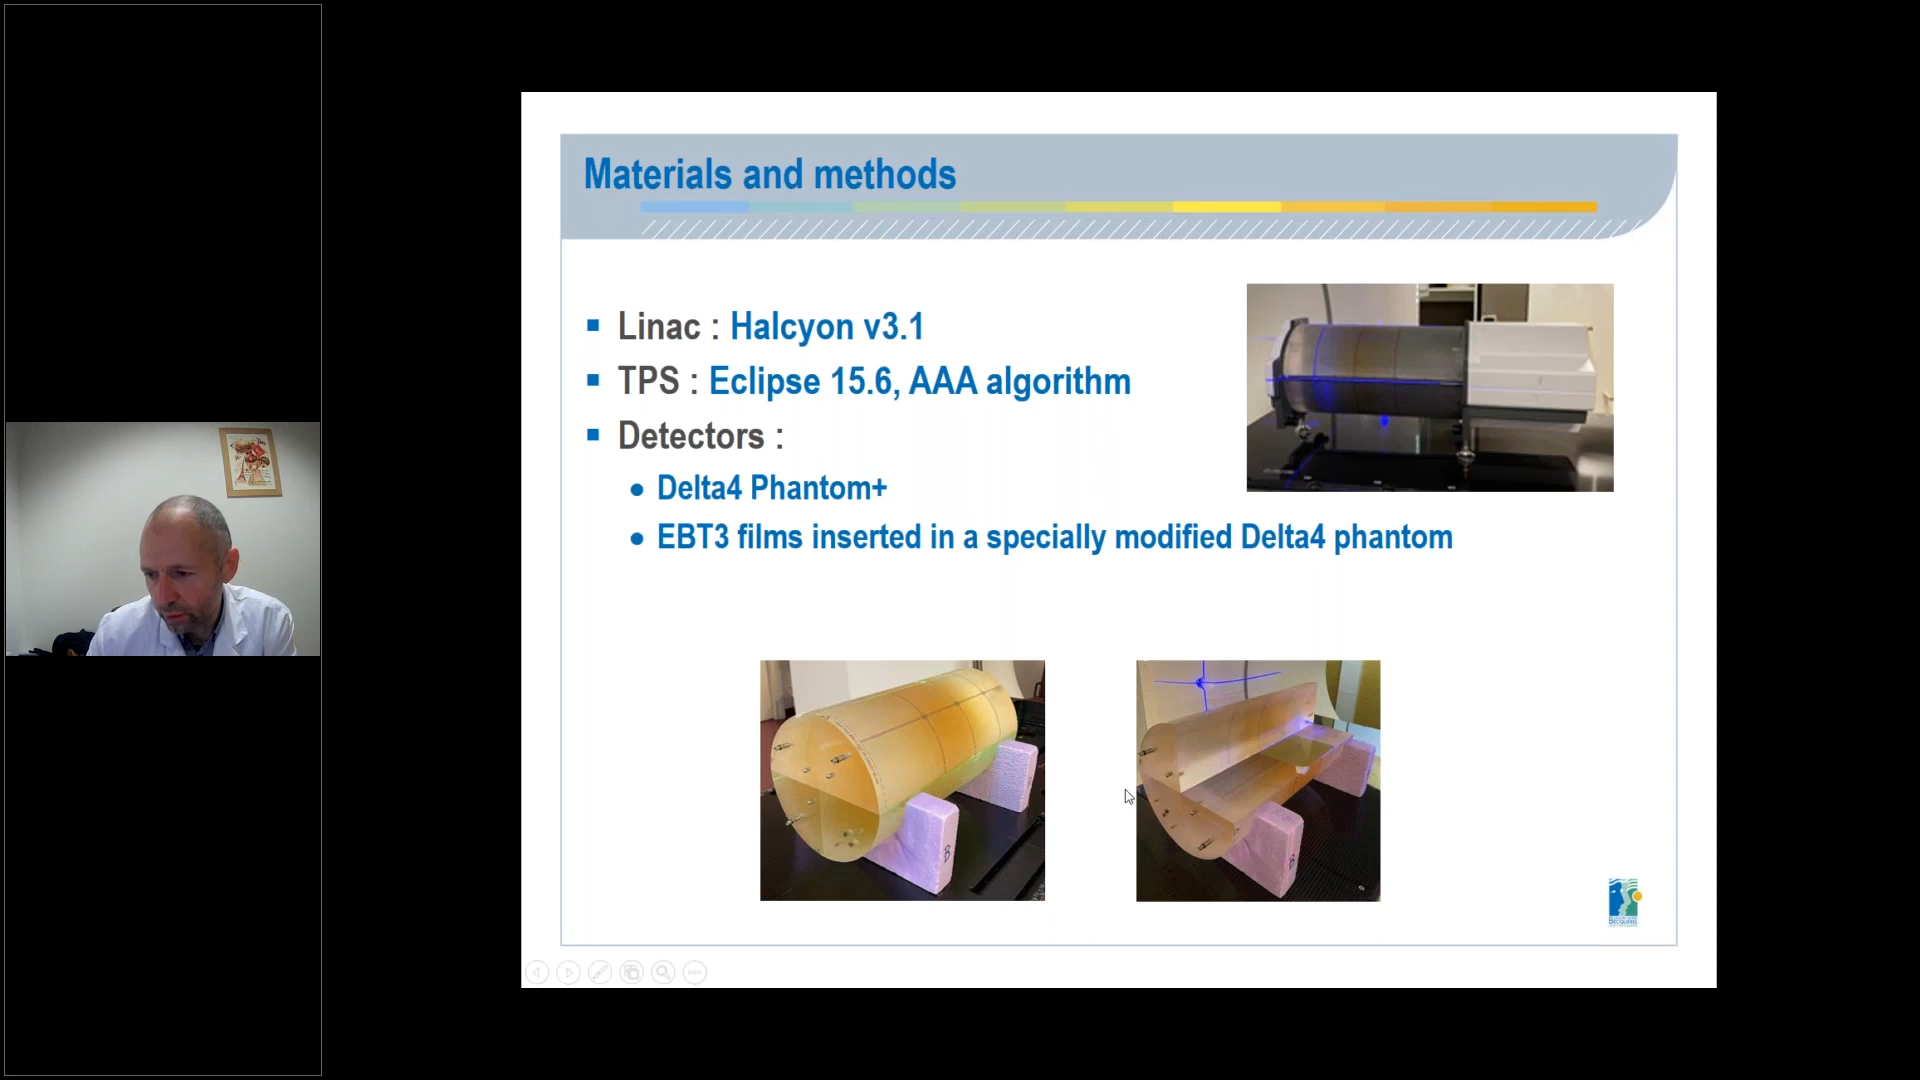 Materials and methods
Linac : Halcyon v3.1
TPS : Eclipse 15.6, AAA algorithm
Detectors :
Delta4 Phantom+
EBT3 films inserted in a specially modified Delta4 phantom